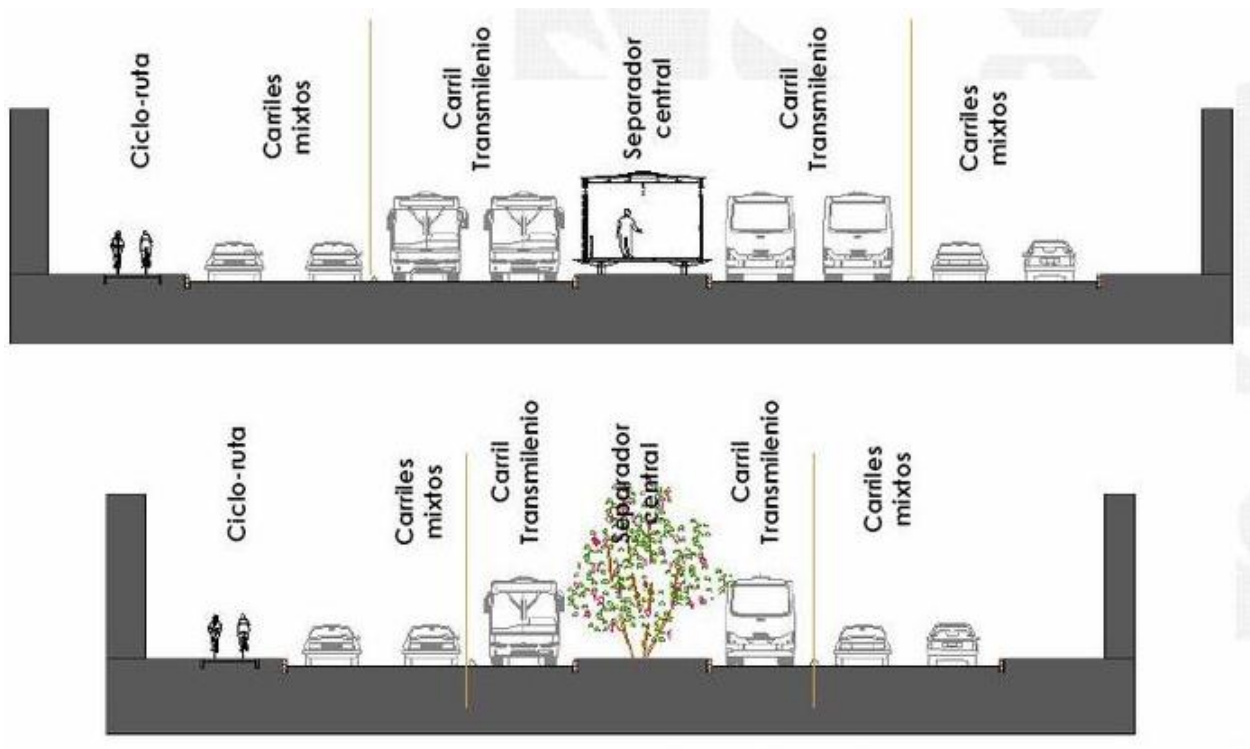 Ciclo-ruta
Carriles
mixtos
Carril
Transmilenio
Separador
central
Carril
Transmilenio
Carriles
mixtos
Ciclo-ruta
Carriles
mixtos
Carril
Transmilenio
Separador
central
Carril
Transmilenio
Carriles
mixtos